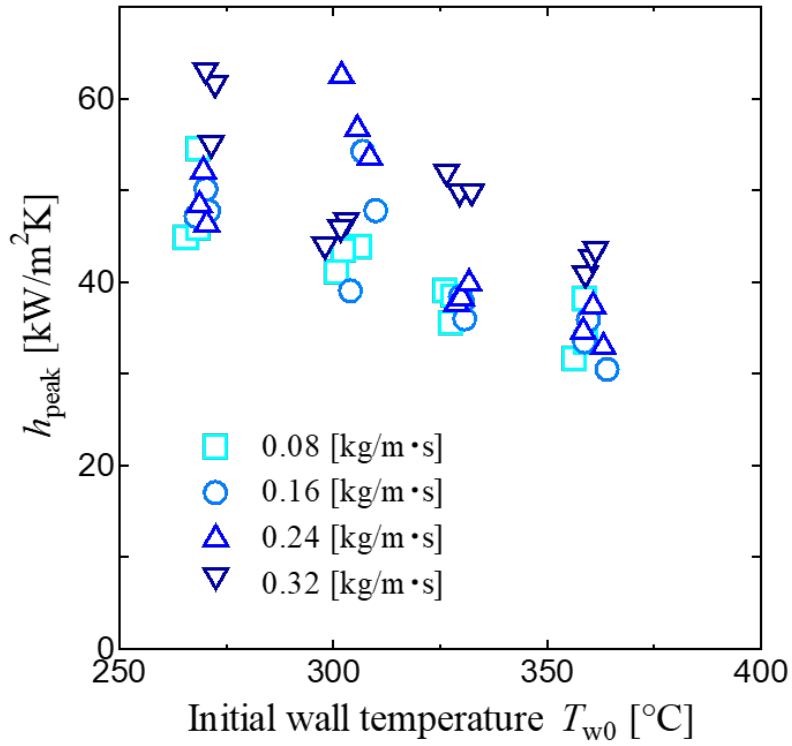 60
40
20
0
h_peak [kW/m²K]
0.08 [kg/m・s]
0.16 [kg/m・s]
0.24 [kg/m・s]
0.32 [kg/m・s]
250 300 350 400
Initial wall temperature T_w0 [°C]